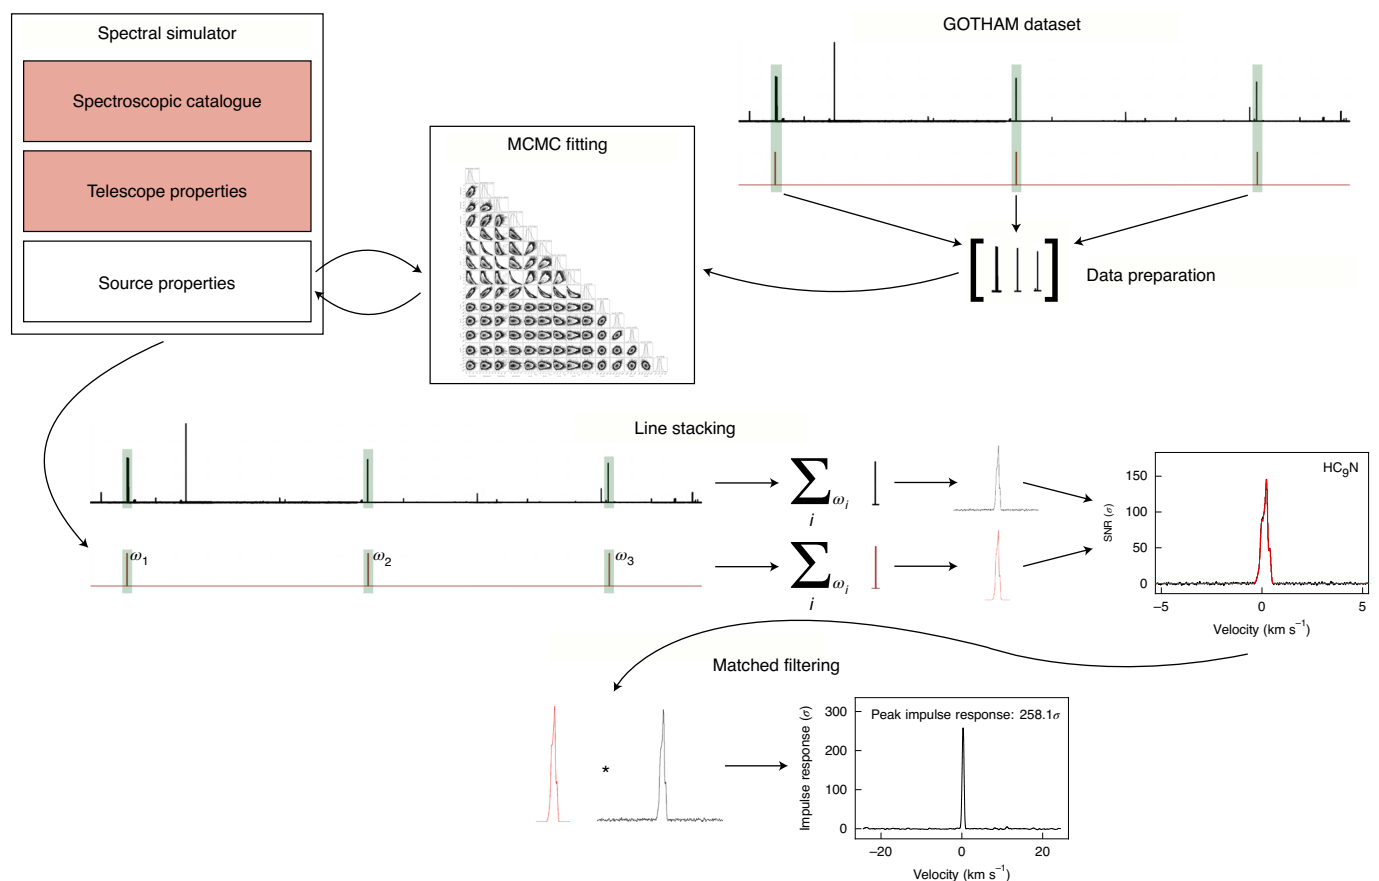 Spectral simulator
Spectroscopic catalogue
Telescope properties
Source properties
MCMC fitting
GOTHAM dataset
[ ]
Data preparation
Line stacking
ω1
ω2
ω3
∑ωi
i
∑ωi
i
HC9N
SNR (σ)
150
100
50
0
–5
0
5
Velocity (km s–1)
Matched filtering
*
Peak impulse response: 258.1σ
Impulse response (σ)
300
200
100
0
–20
0
20
Velocity (km s–1)